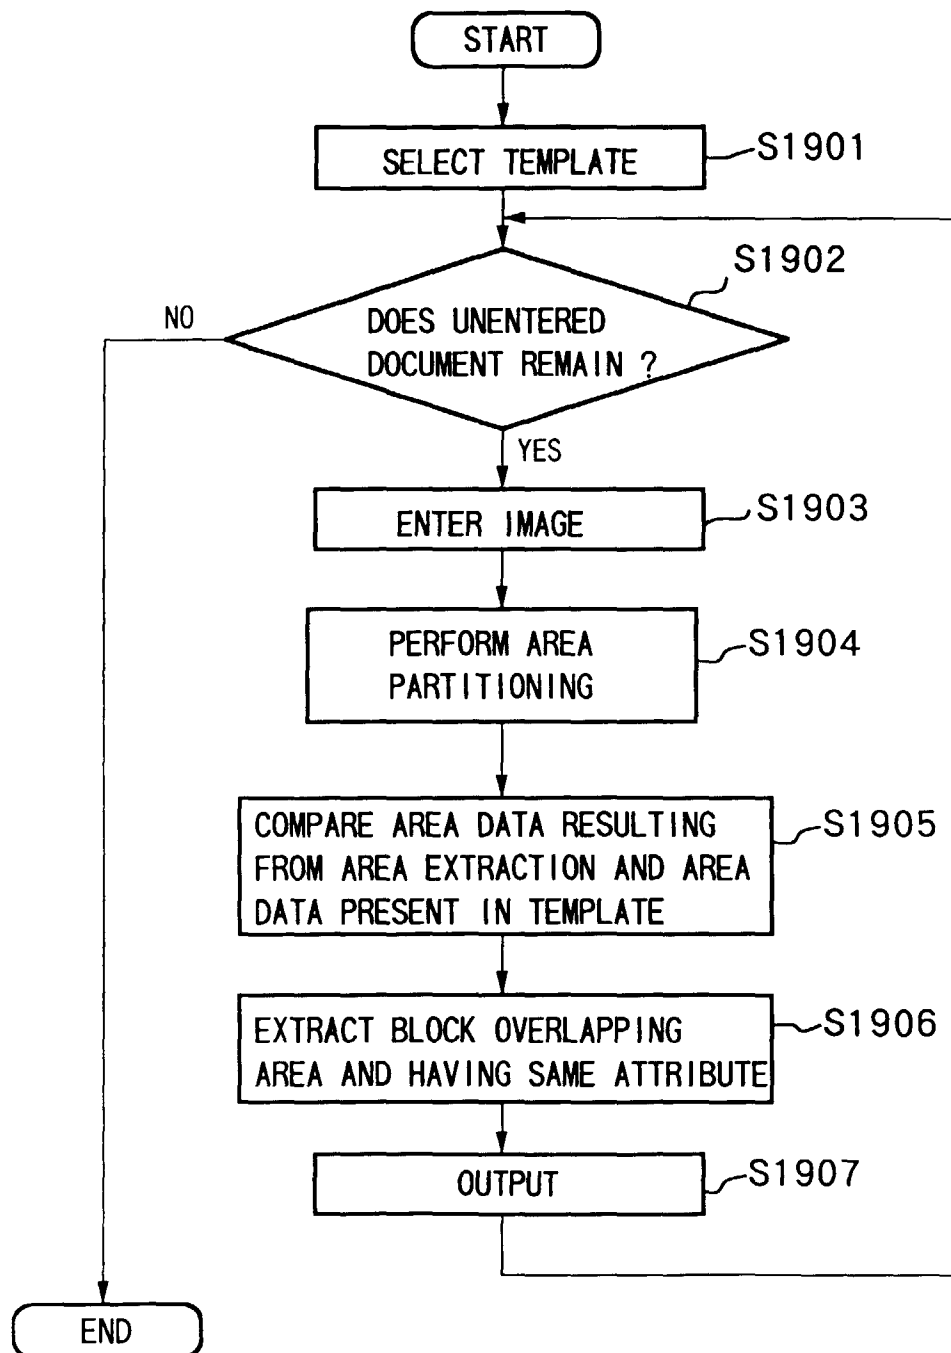 START
SELECT TEMPLATE
S1901
S1902
NO
DOES UNENTERED
DOCUMENT REMAIN ?
YES
ENTER IMAGE
S1903
PERFORM AREA
PARTITIONING
S1904
COMPARE AREA DATA RESULTING
FROM AREA EXTRACTION AND AREA
DATA PRESENT IN TEMPLATE
S1905
EXTRACT BLOCK OVERLAPPING
AREA AND HAVING SAME ATTRIBUTE
S1906
OUTPUT
S1907
END